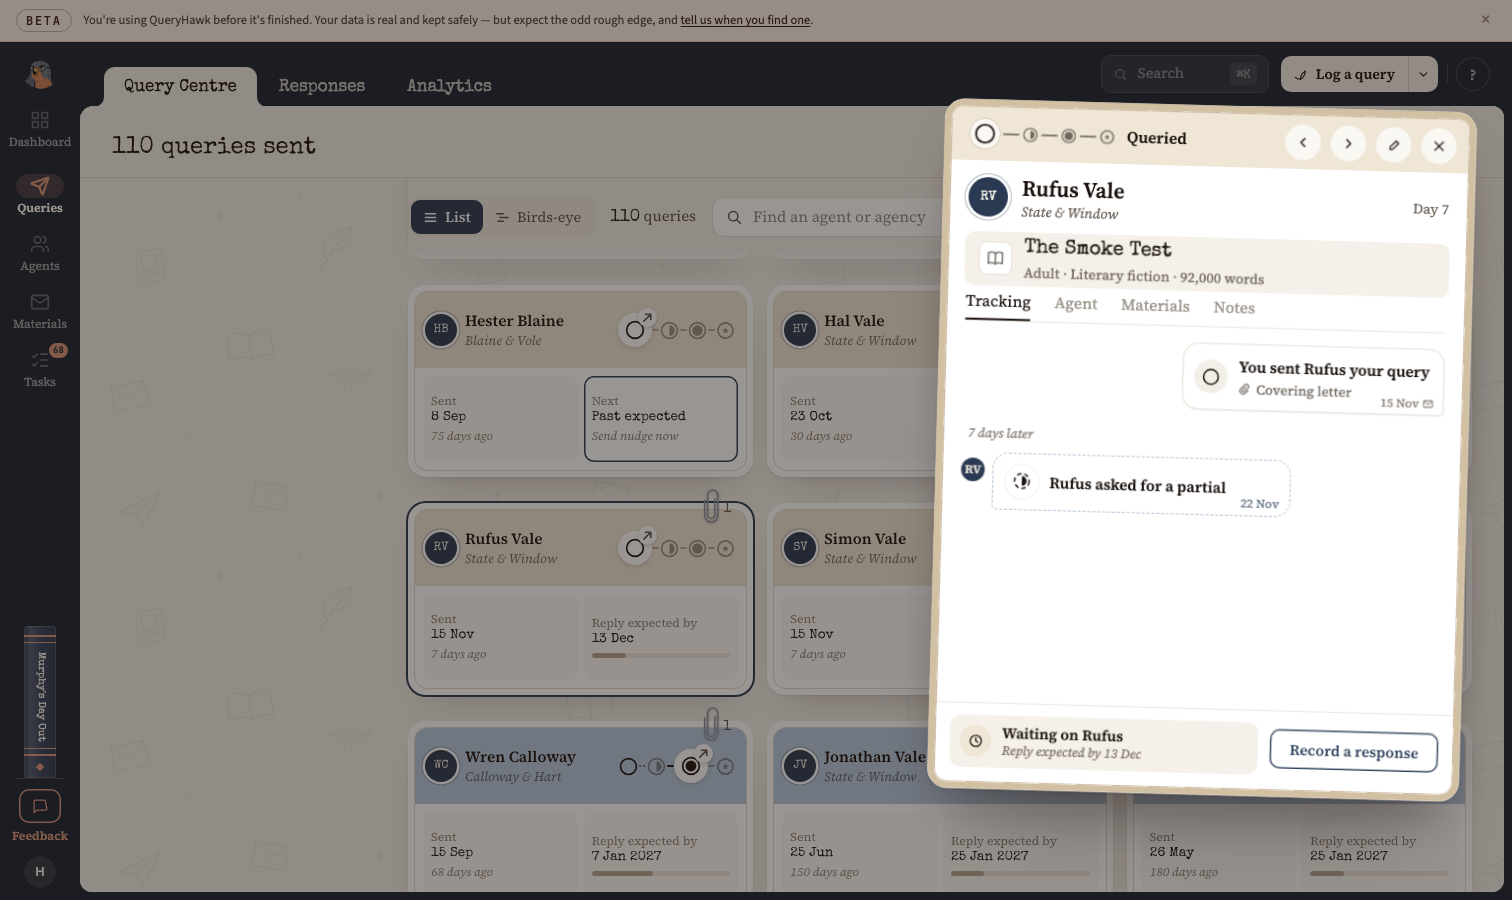 BETA
You're using QueryHawk before it's finished. Your data is real and kept safely — but expect the odd rough edge, and tell us when you find one.
Query Centre
Responses
Analytics
Search
⌘K
Log a query
?
Dashboard
Queries
Agents
Materials
68
Tasks
Murphy's Day Out
Feedback
H
110 queries sent
List
Birds-eye
110 queries
Find an agent or agency
HB
Hester Blaine
Blaine & Vole
Sent
8 Sep
75 days ago
Next
Past expected
Send nudge now
HV
Hal Vale
State & Window
Sent
23 Oct
30 days ago
1
RV
Rufus Vale
State & Window
Sent
15 Nov
7 days ago
Reply expected by
13 Dec
SV
Simon Vale
State & Window
Sent
15 Nov
7 days ago
1
WC
Wren Calloway
Calloway & Hart
Sent
15 Sep
68 days ago
Reply expected by
7 Jan 2027
JV
Jonathan Vale
State & Window
Sent
25 Jun
150 days ago
Reply expected by
25 Jan 2027
Sent
26 May
180 days ago
Reply expected by
25 Jan 2027
Queried
RV
Rufus Vale
State & Window
Day 7
The Smoke Test
Adult · Literary fiction · 92,000 words
Tracking
Agent
Materials
Notes
You sent Rufus your query
Covering letter
15 Nov
7 days later
RV
Rufus asked for a partial
22 Nov
Waiting on Rufus
Reply expected by 13 Dec
Record a response